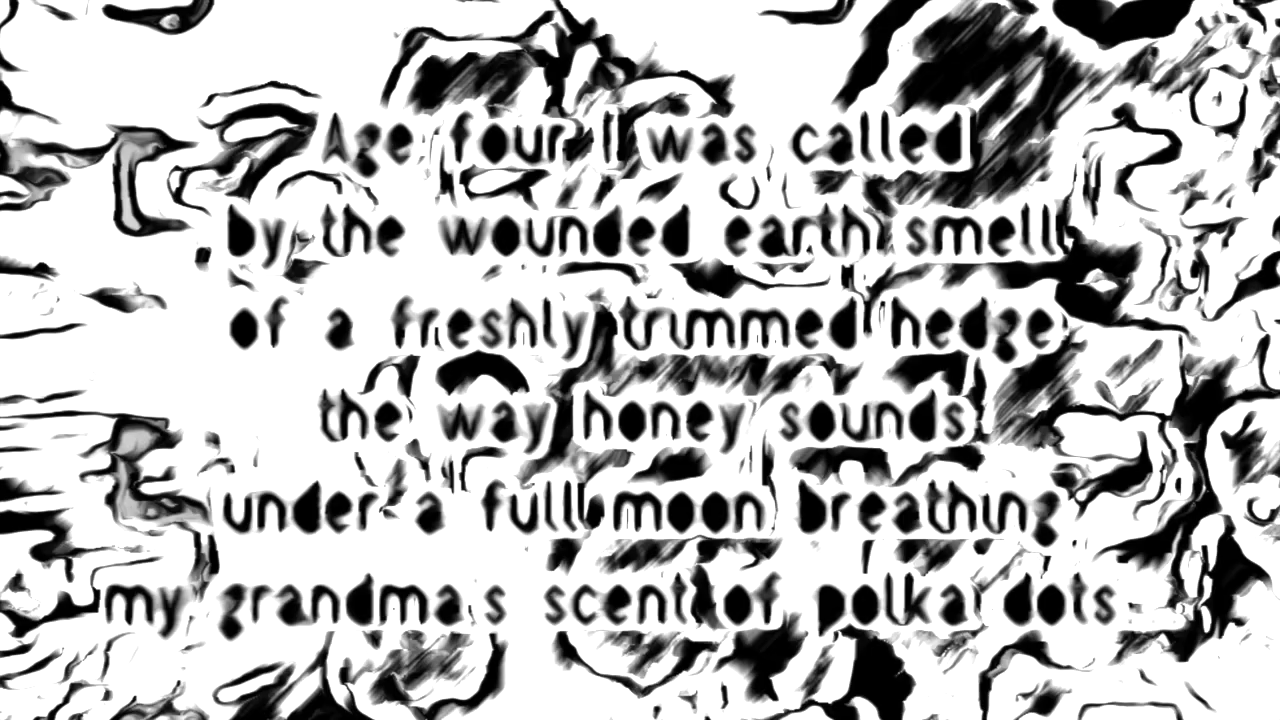 Age four I was called
by the wounded earth smell
of a freshly trimmed hedge
the way honey sounds
under a full moon breathing
my grandma's scent of polka dots